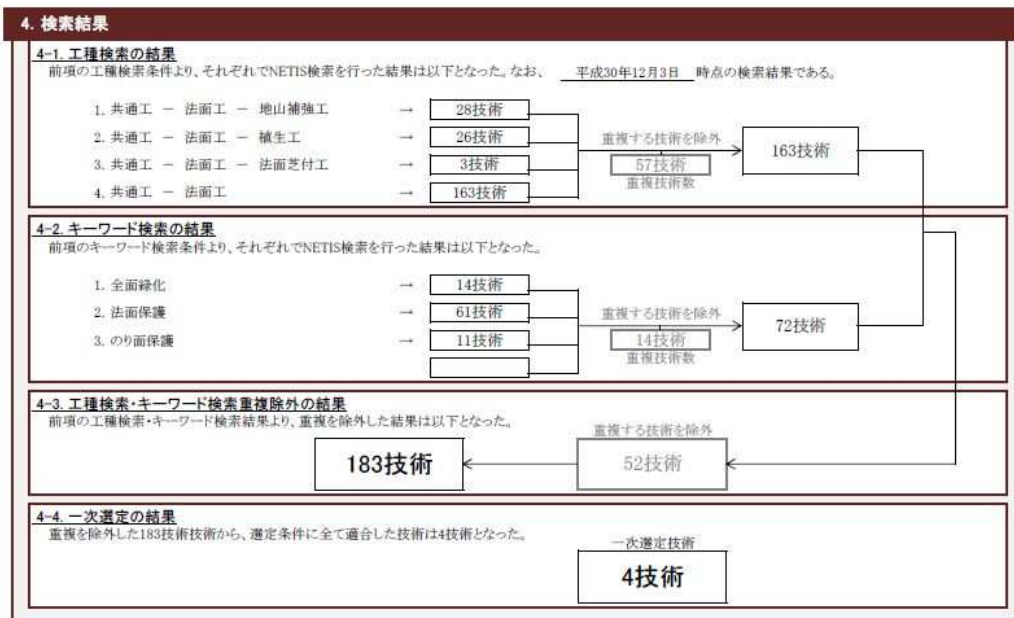 4. 検索結果
4-1. 工種検索の結果
前項の工種検索条件より、それぞれでNETIS検索を行った結果は以下となった。なお、 平成30年12月3日 時点の検索結果である。
1. 共通工 － 法面工 － 地山補強工 → 28技術
2. 共通工 － 法面工 － 植生工 → 26技術
重複する技術を除外
163技術
3. 共通工 － 法面工 － 法面芝付工 → 3技術
57技術
重複技術数
4. 共通工 － 法面工 → 163技術
4-2. キーワード検索の結果
前項のキーワード検索条件より、それぞれでNETIS検索を行った結果は以下となった。
1. 全面緑化 → 14技術
2. 法面保護 → 61技術
重複する技術を除外
72技術
3. のり面保護 → 11技術
14技術
重複技術数
4-3. 工種検索・キーワード検索重複除外の結果
前項の工種検索・キーワード検索結果より、重複を除外した結果は以下となった。
重複する技術を除外
183技術
52技術
4-4. 一次選定の結果
重複を除外した183技術技術から、選定条件に全て適合した技術は4技術となった。
一次選定技術
4技術